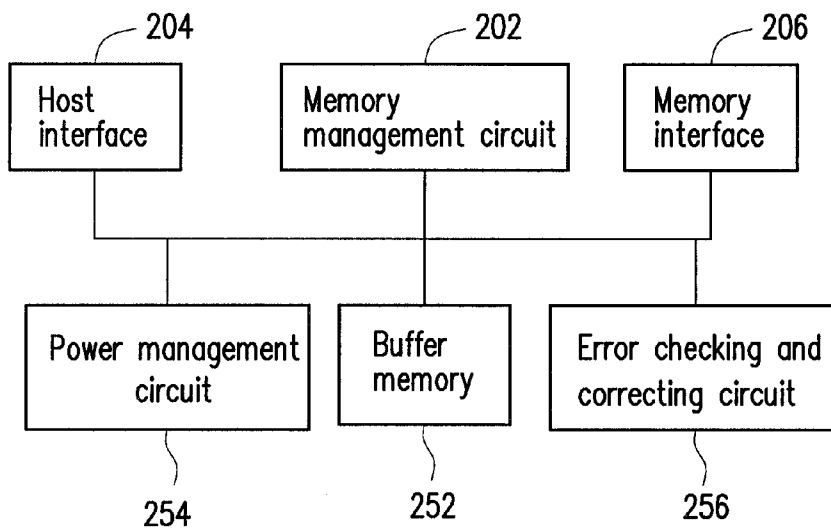 204
202
206
Host
interface
Memory
management circuit
Memory
interface
Power management
circuit
Buffer
memory
Error checking and
correcting circuit
254
252
256